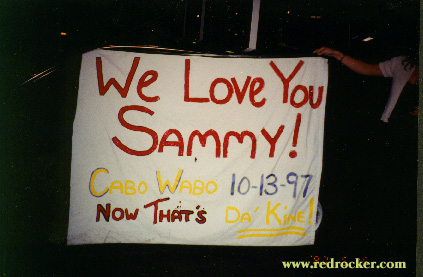 We Love You
Sammy!
Cabo Wabo 10-13-97
Now That's Da' Kine!
www.redrocker.com